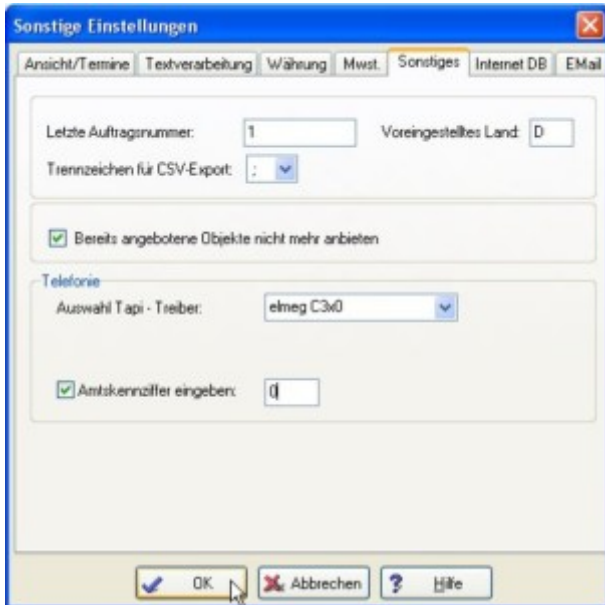 Sonstige Einstellungen
Ansicht/Termine Textverarbeitung Währung Mwst. Sonstiges Internet DB EMail
Letzte Auftragsnummer: 1 Voreingestelltes Land: D
Trennzeichen für CSV-Export: ;
Bereits angebotene Objekte nicht mehr anbieten
Telefonie
Auswahl Tapi - Treiber: elmeg C3x0
Amtskennziffer eingeben: 0
OK Abbrechen ? Hilfe